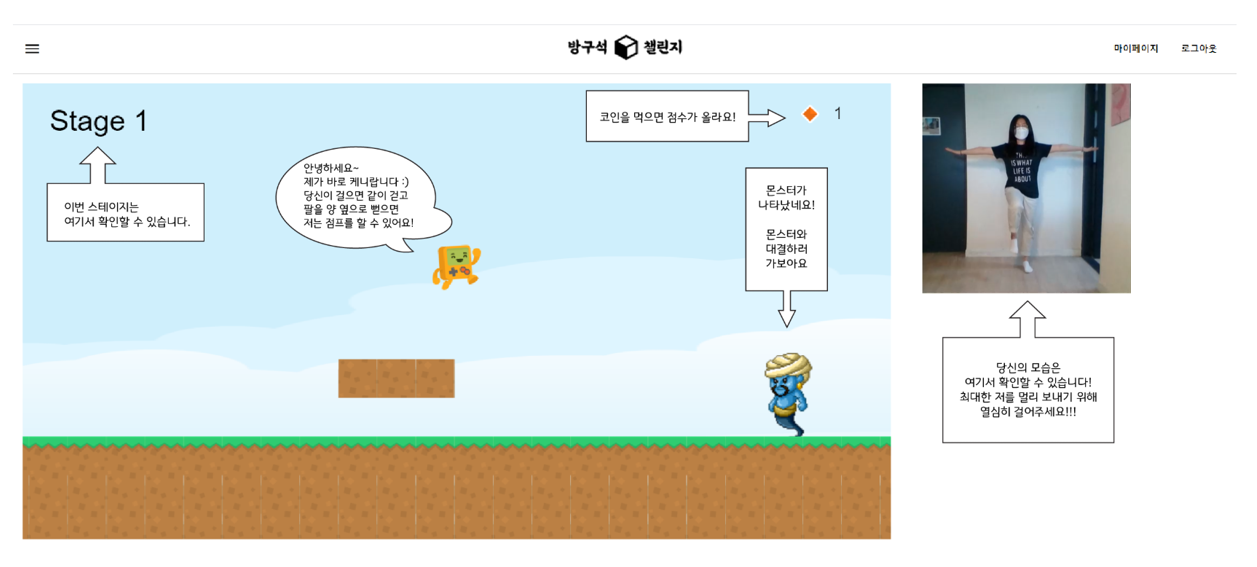 방구석 챌린지
마이페이지
로그아웃
Stage 1
이번 스테이지는
여기서 확인할 수 있습니다.
안녕하세요~
제가 바로 케니랍니다 :)
당신이 걸으면 같이 걷고
팔을 양 옆으로 뻗으면
저는 점프를 할 수 있어요!
코인을 먹으면 점수가 올라요!
1
몬스터가
나타났네요!
몬스터와
대결하러
가보아요
TH...
IS WHAT
LIFE IS
ABOUT
당신의 모습은
여기서 확인할 수 있습니다!
최대한 저를 멀리 보내기 위해
열심히 걸어주세요!!!